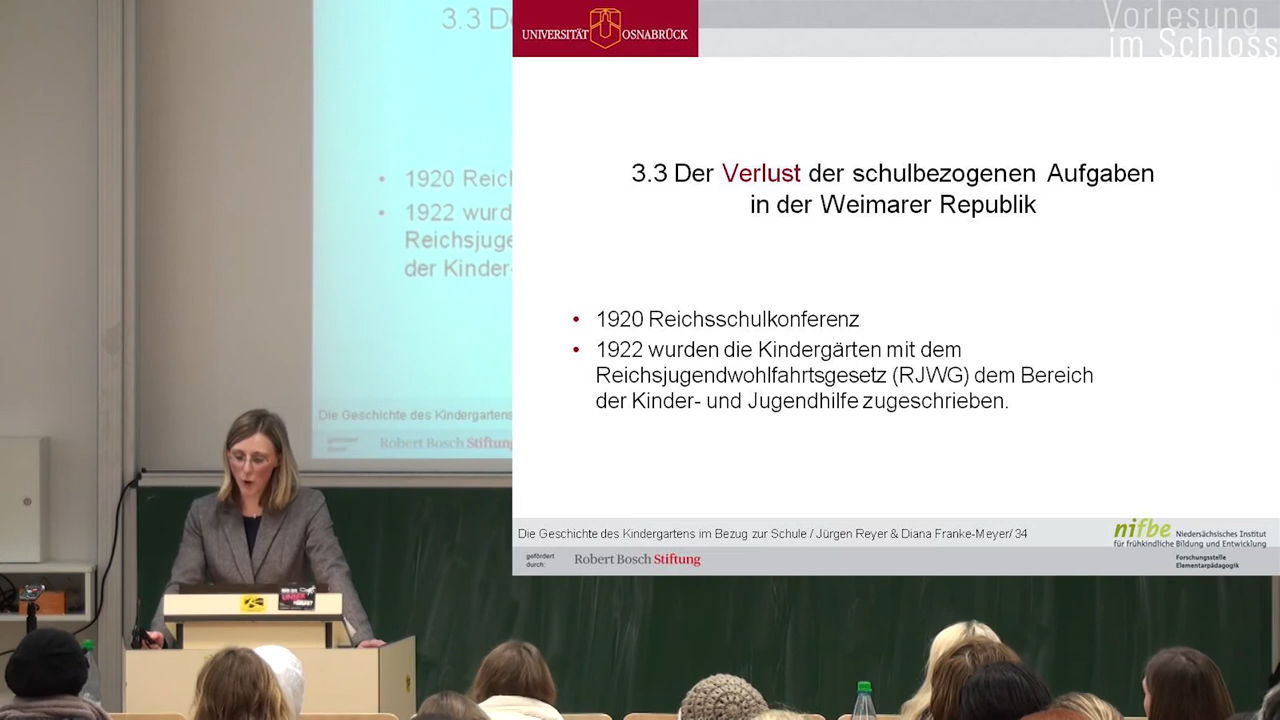 3.3 D
1920 Reic
1922 wurd
Reichsjuge
der Kinder-
Die Geschichte des Kindergartens
gefördert
durch:
Robert Bosch Stiftung
UNIVERSITÄT OSNABRÜCK
Vorlesung
im Schloss
3.3 Der Verlust der schulbezogenen Aufgaben
in der Weimarer Republik
• 1920 Reichsschulkonferenz
• 1922 wurden die Kindergärten mit dem
Reichsjugendwohlfahrtsgesetz (RJWG) dem Bereich
der Kinder- und Jugendhilfe zugeschrieben.
Die Geschichte des Kindergartens im Bezug zur Schule / Jürgen Reyer & Diana Franke-Meyer/ 34
nifbe Niedersächsisches Institut
für frühkindliche Bildung und Entwicklung
Forschungsstelle
Elementarpädagogik
gefördert
durch:
Robert Bosch Stiftung